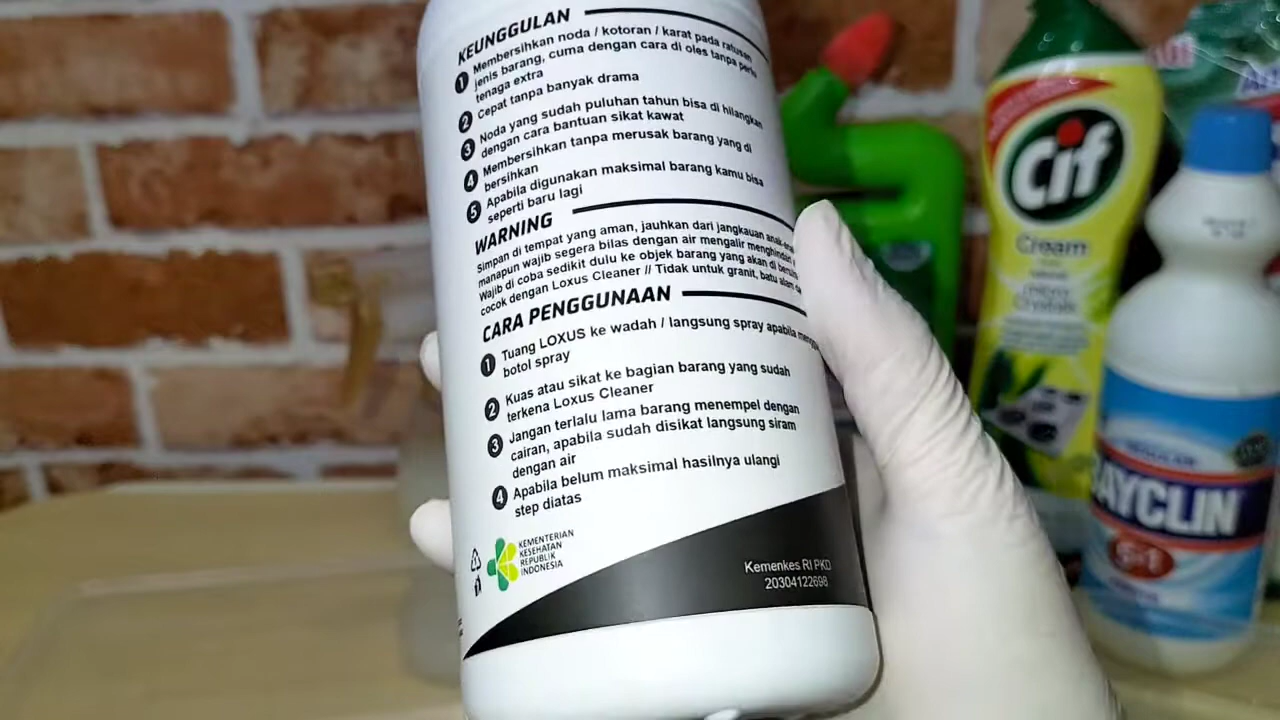 KEUNGGULAN
1 Membersihkan noda / kotoran / karat pada ratusan
jenis barang, cuma dengan cara di oles tanpa perlu
tenaga extra
2 Cepat tanpa banyak drama
3 Noda yang sudah puluhan tahun bisa di hilangkan
dengan cara bantuan sikat kawat
4 Membersihkan tanpa merusak barang yang di
bersihkan
5 Apabila digunakan maksimal barang kamu bisa
seperti baru lagi
WARNING
Simpan di tempat yang aman, jauhkan dari jangkauan
manapun wajib segera bilas dengan air mengalir menghindari
Wajib di coba sedikit dulu ke objek barang yang akan di
cocok dengan Loxus Cleaner // Tidak untuk granit, batu alam
CARA PENGGUNAAN
1 Tuang LOXUS ke wadah / langsung spray apabila
botol spray
2 Kuas atau sikat ke bagian barang yang sudah
terkena Loxus Cleaner
3 Jangan terlalu lama barang menempel dengan
cairan, apabila sudah disikat langsung siram
dengan air
4 Apabila belum maksimal hasilnya ulangi
step diatas
KEMENTERIAN
KESEHATAN
REPUBLIK
INDONESIA
Kemenkes RI PKD
20304122698
Cif
Cream
AYCLIN
5in1